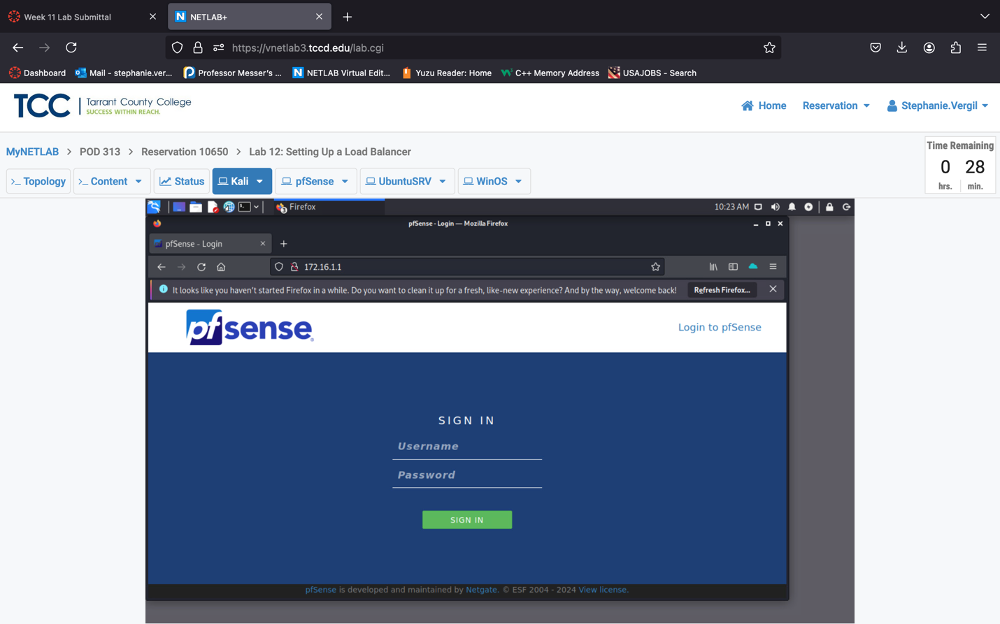 Week 11 Lab Submittal
NETLAB+
https://vnetlab3.tccd.edu/lab.cgi
Dashboard
Mail - stephanie.ver...
Professor Messer's ...
NETLAB Virtual Edit...
Yuzu Reader: Home
C++ Memory Address
USAJOBS - Search
TCC
Tarrant County College
SUCCESS WITHIN REACH.
Home
Reservation
Stephanie.Vergil
MyNETLAB > POD 313 > Reservation 10650 > Lab 12: Setting Up a Load Balancer
Time Remaining
0 28
hrs. min.
>_ Topology
>_ Content
Status
Kali
pfSense
UbuntuSRV
WinOS
Firefox
10:23 AM
pfSense - Login — Mozilla Firefox
pfSense - Login
172.16.1.1
It looks like you haven't started Firefox in a while. Do you want to clean it up for a fresh, like-new experience? And by the way, welcome back!
Refresh Firefox...
pfsense®
Login to pfSense
SIGN IN
Username
Password
SIGN IN
pfSense is developed and maintained by Netgate. © ESF 2004 - 2024 View license.